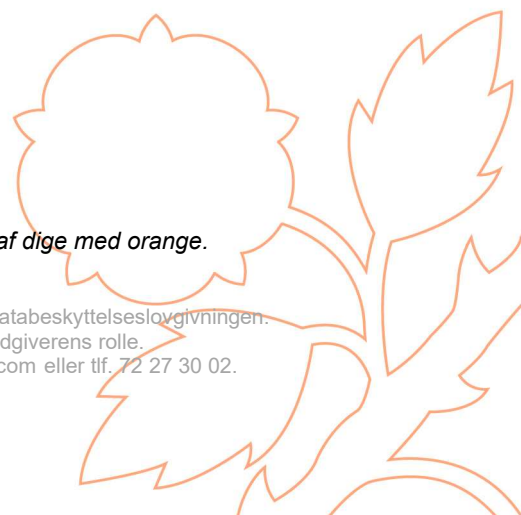 af dige med orange.
atabeskyttelseslovgivningen.
dgiverens rolle.
com eller tlf. 72 27 30 02.